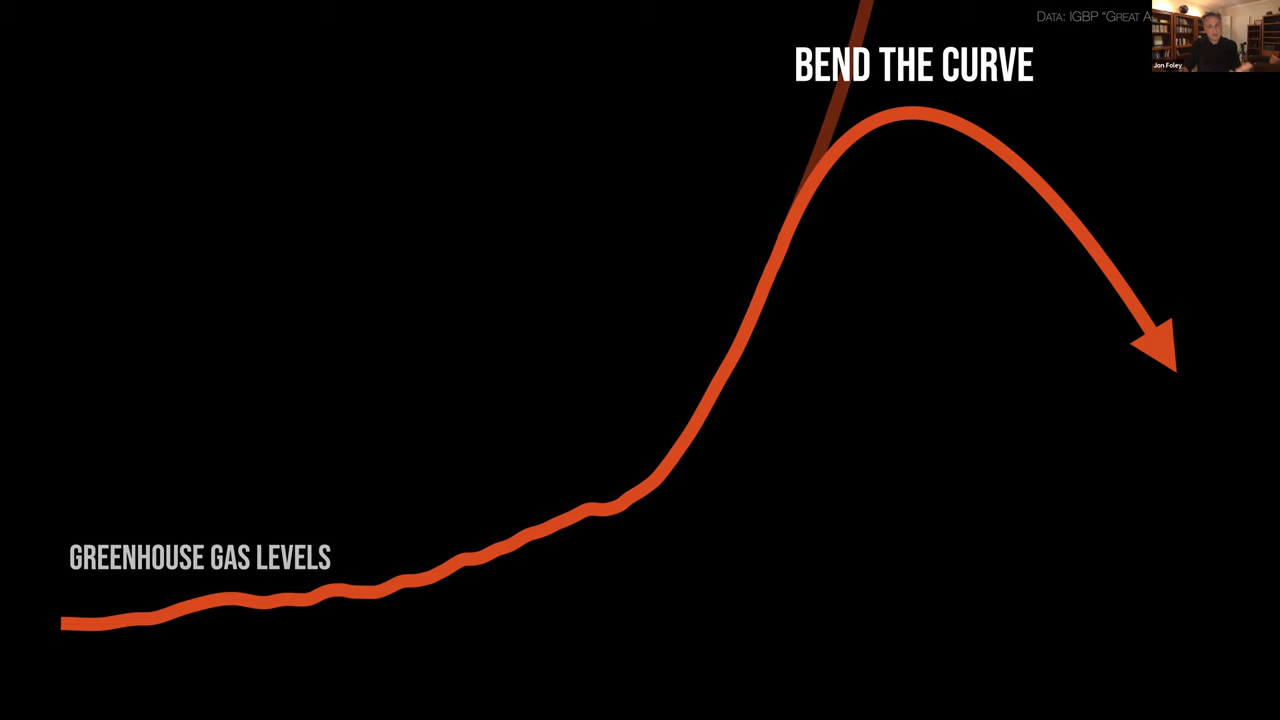 DATA: IGBP "GREAT
BEND THE CURVE
GREENHOUSE GAS LEVELS
Jon Foley